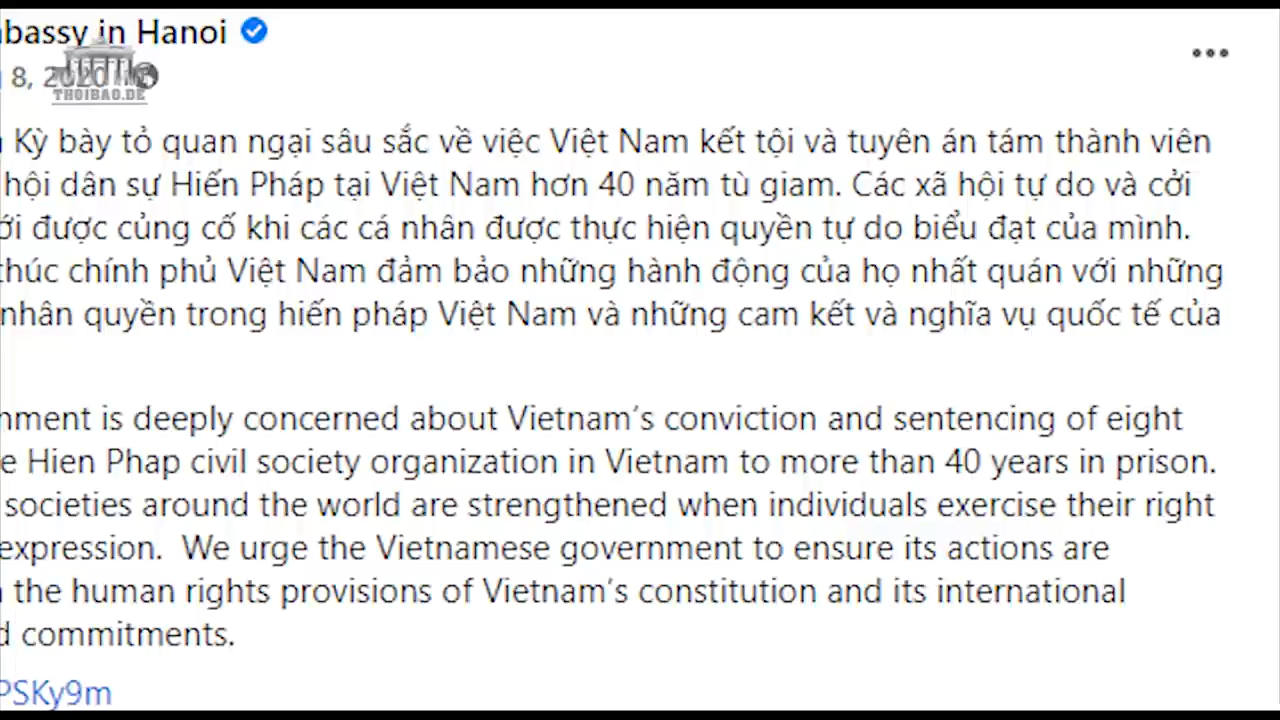 bassy in Hanoi
8, 2020
THOIBAO.DE
Kỳ bày tỏ quan ngại sâu sắc về việc Việt Nam kết tội và tuyên án tám thành viên
hội dân sự Hiến Pháp tại Việt Nam hơn 40 năm tù giam. Các xã hội tự do và cởi
ới được củng cố khi các cá nhân được thực hiện quyền tự do biểu đạt của mình.
thúc chính phủ Việt Nam đảm bảo những hành động của họ nhất quán với những
nhân quyền trong hiến pháp Việt Nam và những cam kết và nghĩa vụ quốc tế của
nment is deeply concerned about Vietnam's conviction and sentencing of eight
e Hien Phap civil society organization in Vietnam to more than 40 years in prison.
societies around the world are strengthened when individuals exercise their right
expression. We urge the Vietnamese government to ensure its actions are
the human rights provisions of Vietnam's constitution and its international
d commitments.
PSKy9m